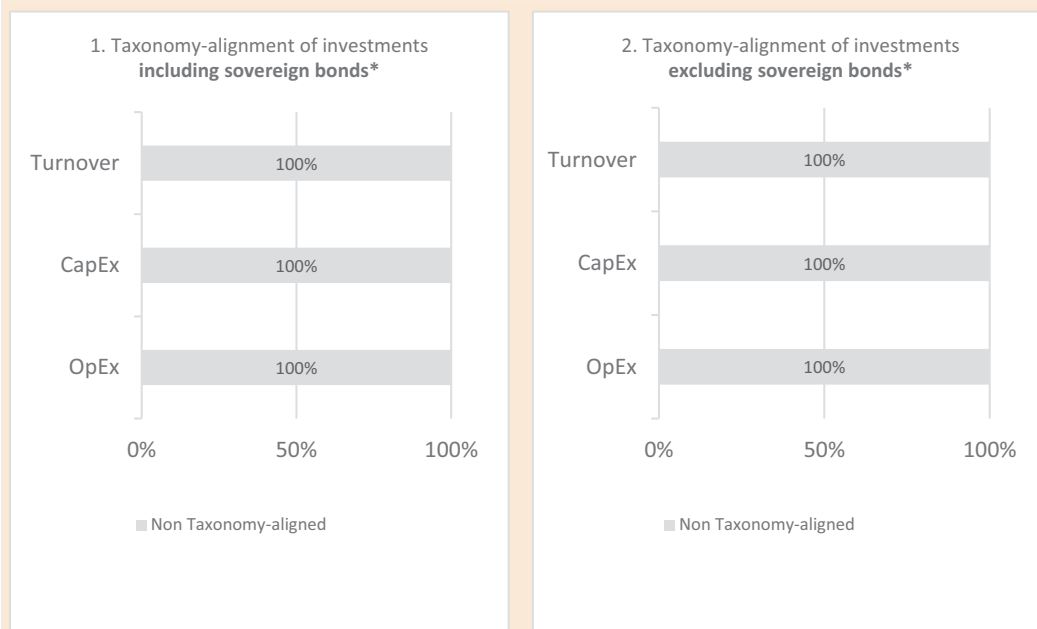 1. Taxonomy-alignment of investments
including sovereign bonds*
Turnover
100%
CapEx
100%
OpEx
100%
0%
50%
100%
Non Taxonomy-aligned
2. Taxonomy-alignment of investments
excluding sovereign bonds*
Turnover
100%
CapEx
100%
OpEx
100%
0%
50%
100%
Non Taxonomy-aligned